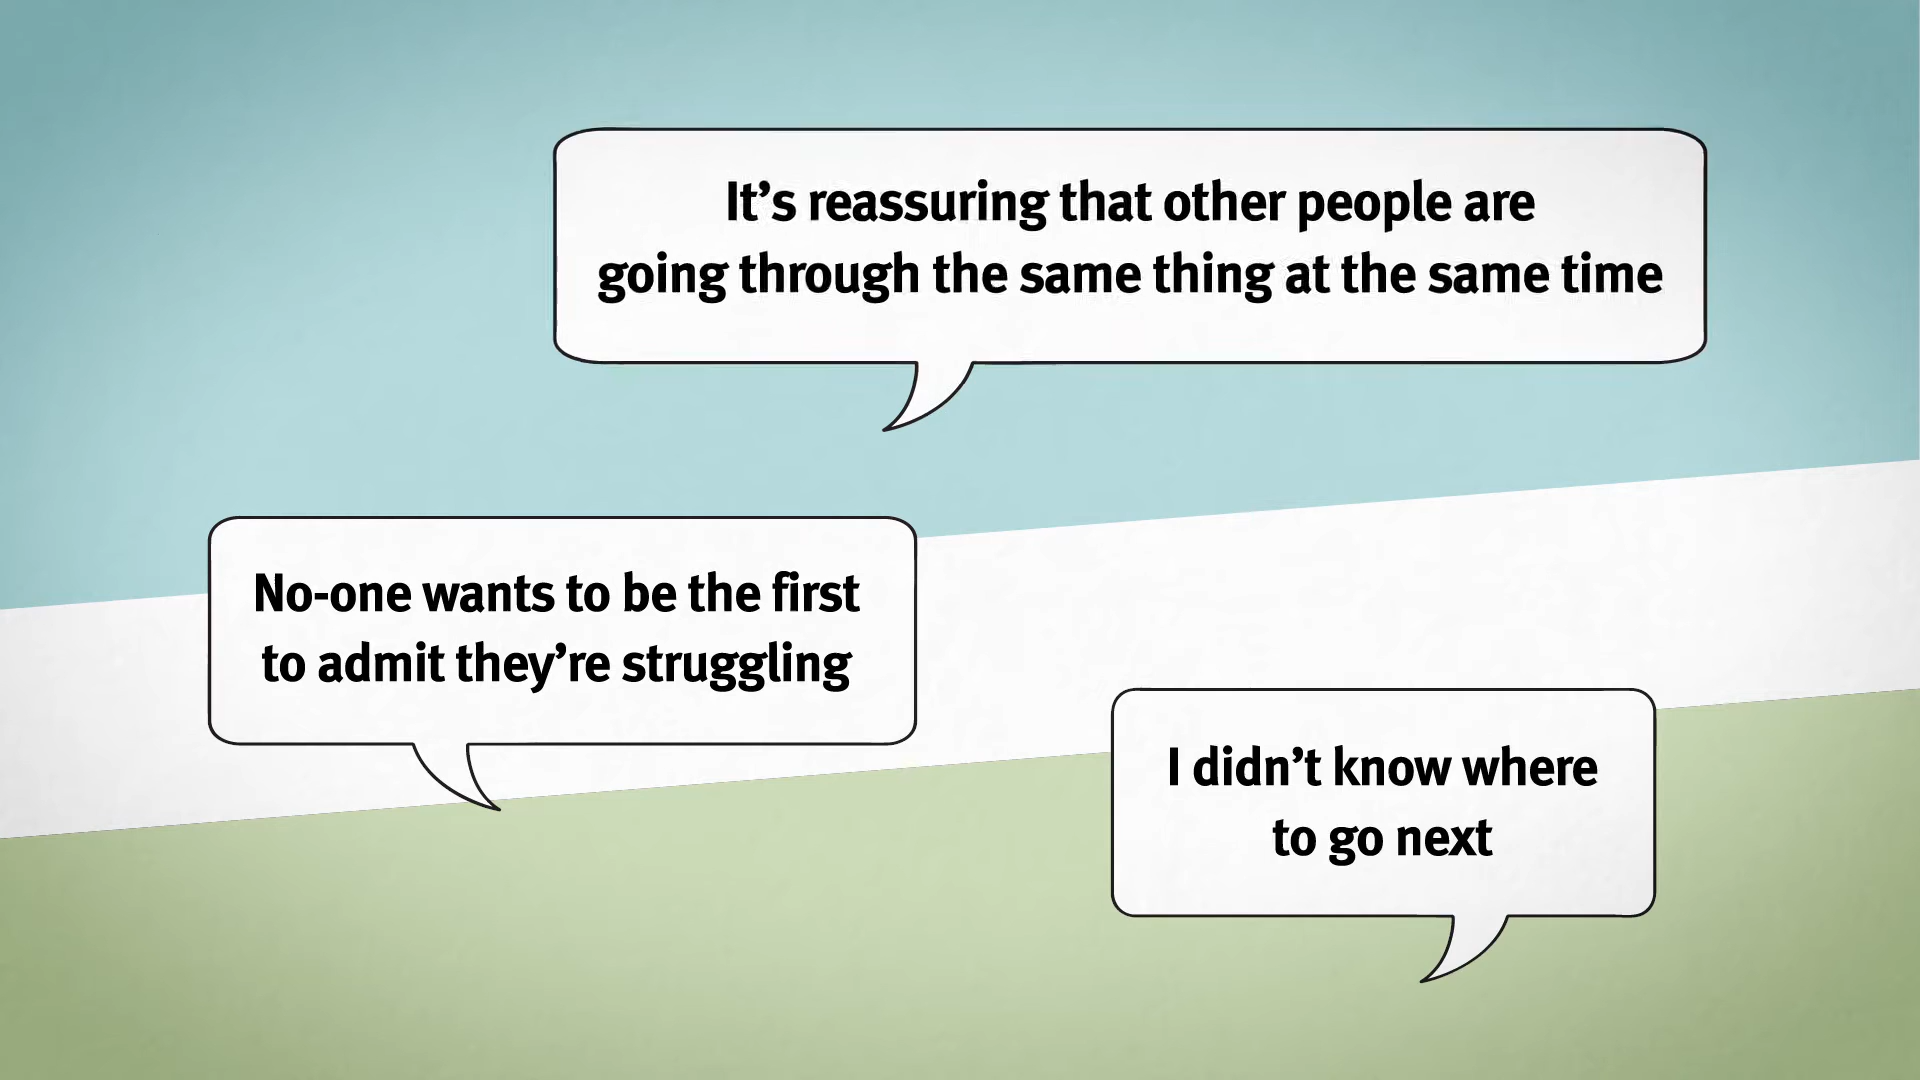 It’s reassuring that other people are
going through the same thing at the same time
No-one wants to be the first
to admit they’re struggling
I didn’t know where
to go next